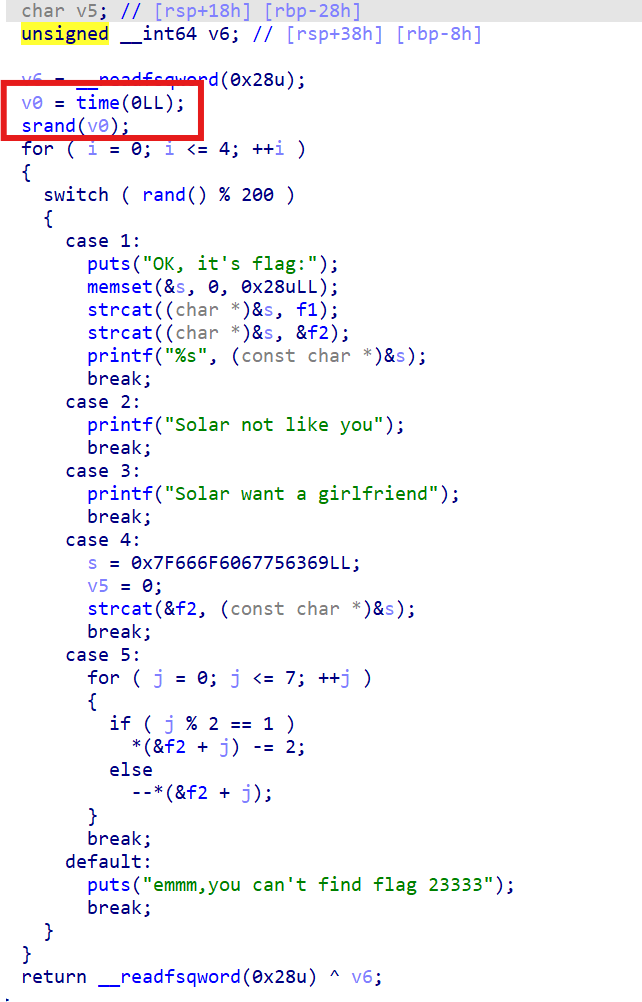 char v5; // [rsp+18h] [rbp-28h]
unsigned __int64 v6; // [rsp+38h] [rbp-8h]
v6 = __readfsqword(0x28u);
v0 = time(0LL);
srand(v0);
for ( i = 0; i <= 4; ++i )
{
switch ( rand() % 200 )
{
case 1:
puts("OK, it's flag:");
memset(&s, 0, 0x28uLL);
strcat((char *)&s, f1);
strcat((char *)&s, &f2);
printf("%s", (const char *)&s);
break;
case 2:
printf("Solar not like you");
break;
case 3:
printf("Solar want a girlfriend");
break;
case 4:
s = 0x7F666F6067756369LL;
v5 = 0;
strcat(&f2, (const char *)&s);
break;
case 5:
for ( j = 0; j <= 7; ++j )
{
if ( j % 2 == 1 )
*(&f2 + j) -= 2;
else
--*(&f2 + j);
}
break;
default:
puts("emmm,you can't find flag 23333");
break;
}
}
return __readfsqword(0x28u) ^ v6;